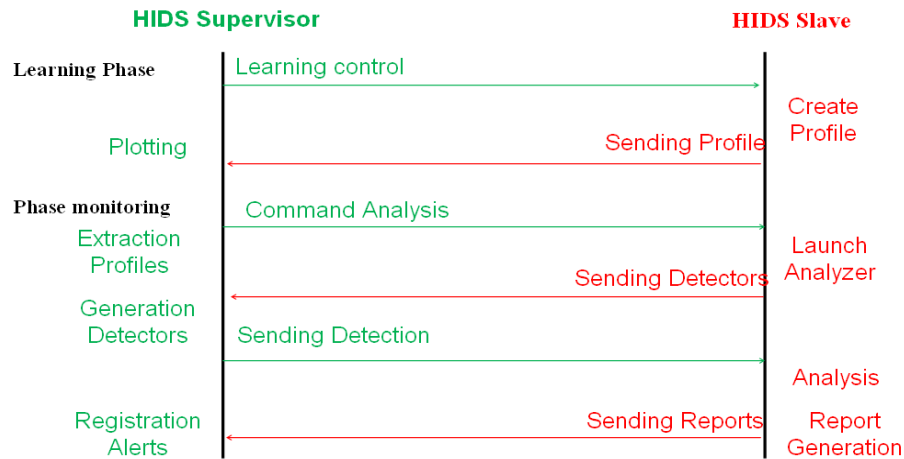 HIDS Supervisor
HIDS Slave
Learning Phase
Learning control
Create
Profile
Plotting
Sending Profile
Phase monitoring
Command Analysis
Extraction
Profiles
Launch
Analyzer
Sending Detectors
Generation
Detectors
Sending Detection
Analysis
Registration
Alerts
Sending Reports
Report
Generation